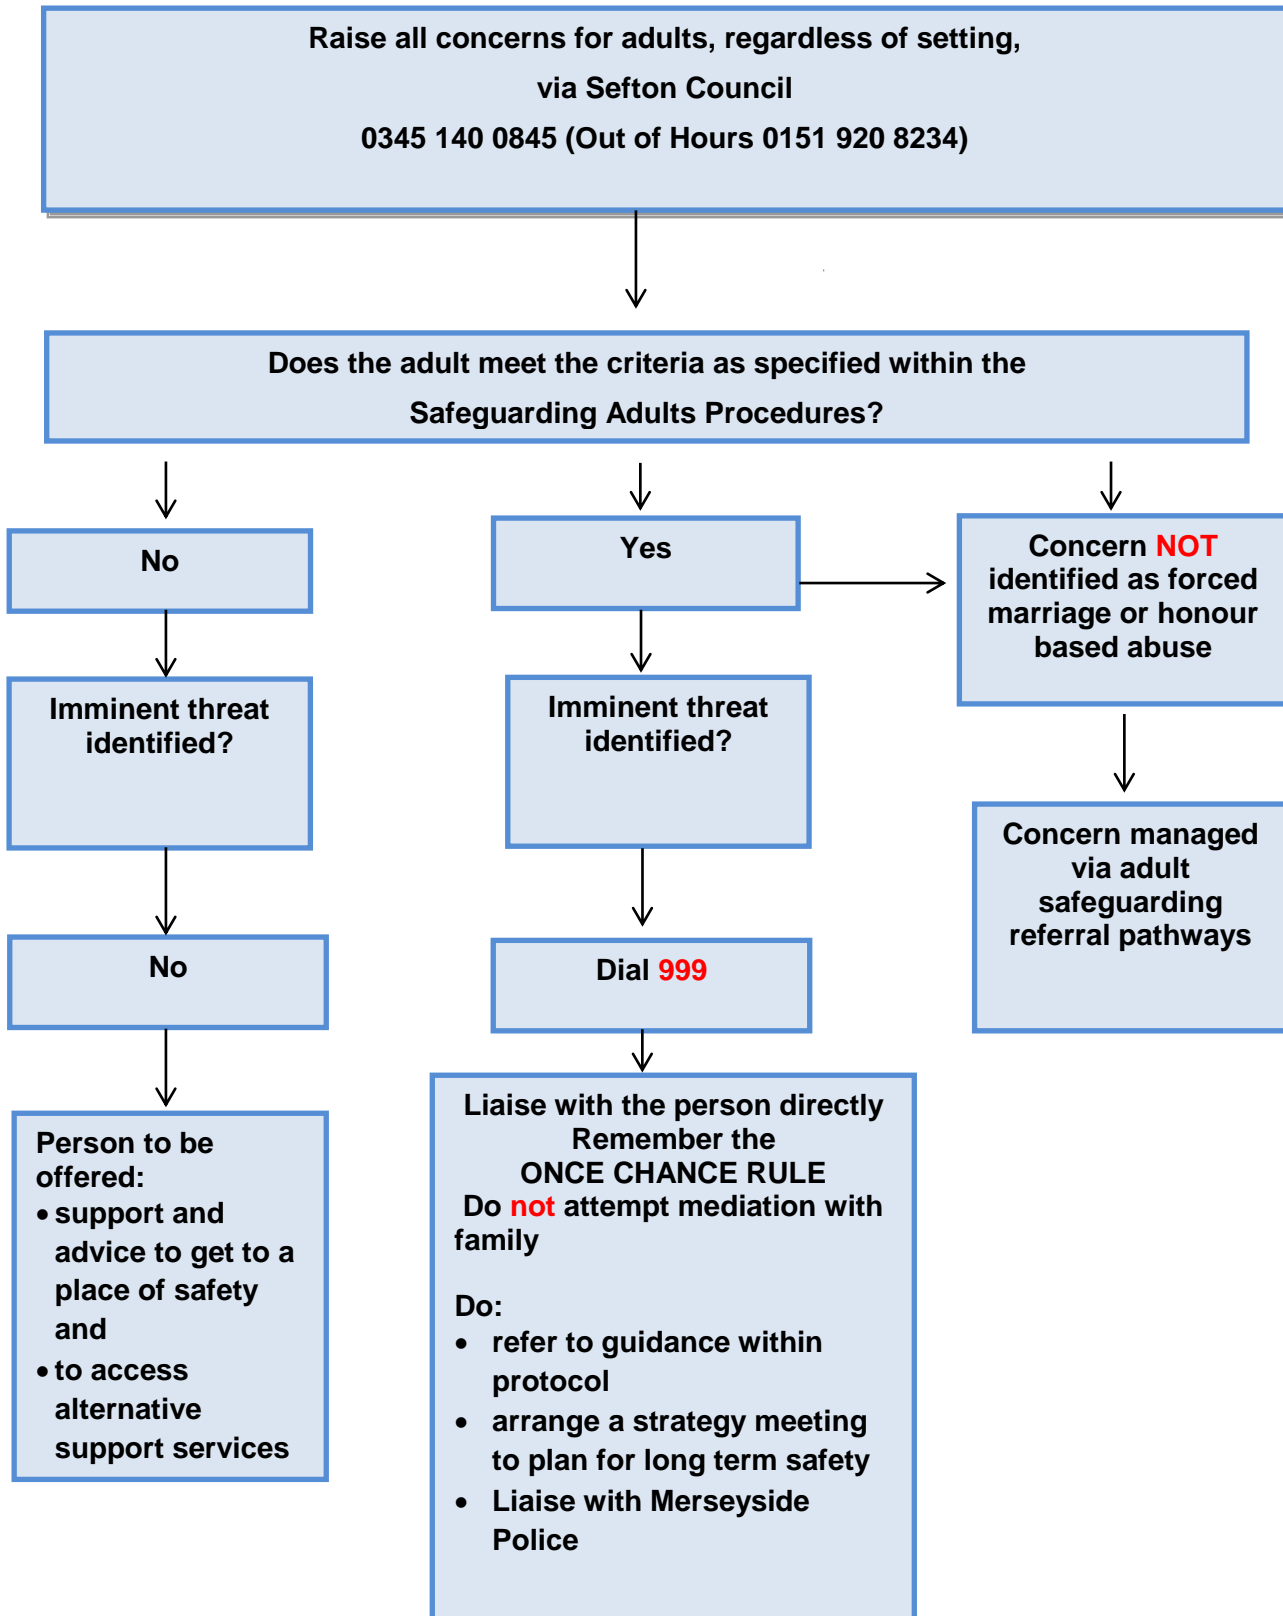 Raise all concerns for adults, regardless of setting,
via Sefton Council
0345 140 0845 (Out of Hours 0151 920 8234)
Does the adult meet the criteria as specified within the
Safeguarding Adults Procedures?
No
Imminent threat
identified?
No
Person to be
offered:
• support and
advice to get to a
place of safety
and
• to access
alternative
support services
Yes
Imminent threat
identified?
Dial 999
Liaise with the person directly
Remember the
ONCE CHANCE RULE
Do not attempt mediation with
family
Do:
• refer to guidance within
protocol
• arrange a strategy meeting
to plan for long term safety
• Liaise with Merseyside
Police
Concern NOT
identified as forced
marriage or honour
based abuse
Concern managed
via adult
safeguarding
referral pathways